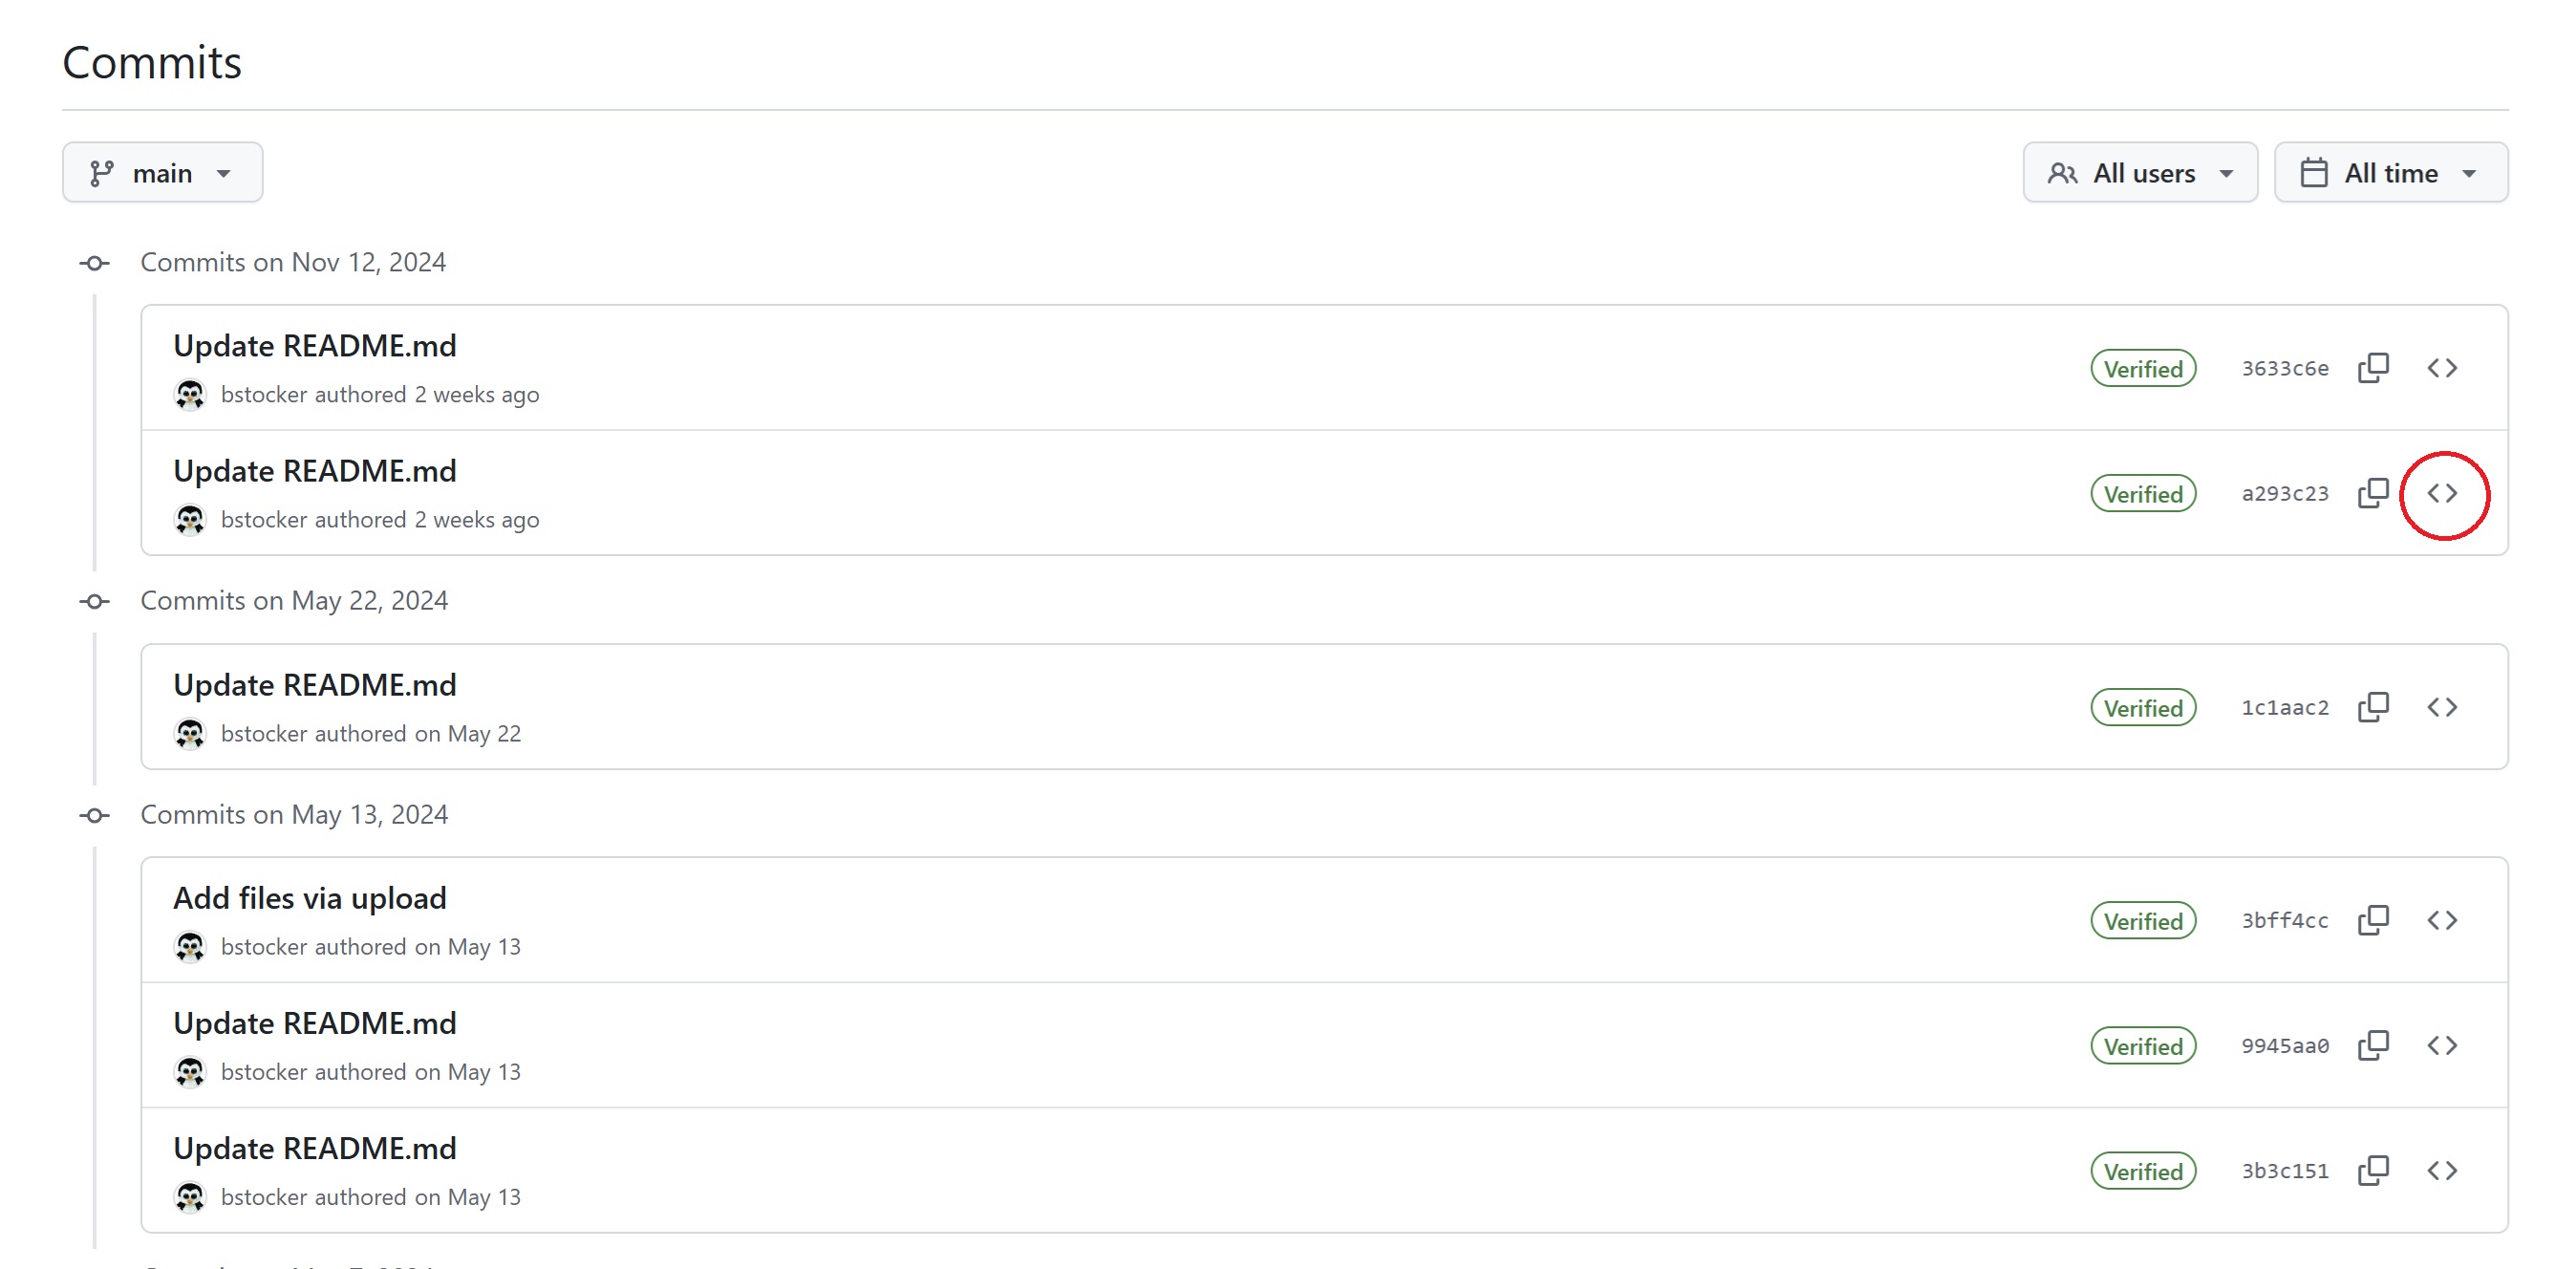 Commits
main
All users
All time
Commits on Nov 12, 2024
Update README.md
Verified
3633c6e
bstocker authored 2 weeks ago
Update README.md
Verified
a293c23
bstocker authored 2 weeks ago
Commits on May 22, 2024
Update README.md
Verified
1c1aac2
bstocker authored on May 22
Commits on May 13, 2024
Add files via upload
Verified
3bff4cc
bstocker authored on May 13
Update README.md
Verified
9945aa0
bstocker authored on May 13
Update README.md
Verified
3b3c151
bstocker authored on May 13